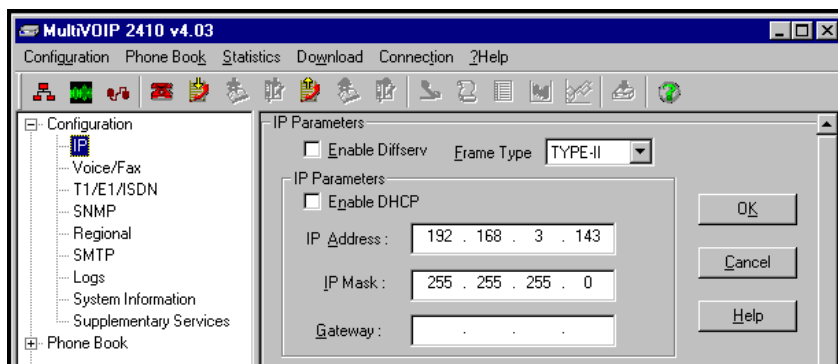 MultiVOIP 2410 v4.03
Configuration Phone Book Statistics Download Connection ?Help
Configuration
IP
Voice/Fax
T1/E1/ISDN
SNMP
Regional
SMTP
Logs
System Information
Supplementary Services
Phone Book
IP Parameters
Enable Diffserv Frame Type TYPE-II
IP Parameters
Enable DHCP
IP Address : 192 . 168 . 3 . 143
IP Mask : 255 . 255 . 255 . 0
Gateway : . . .
OK
Cancel
Help